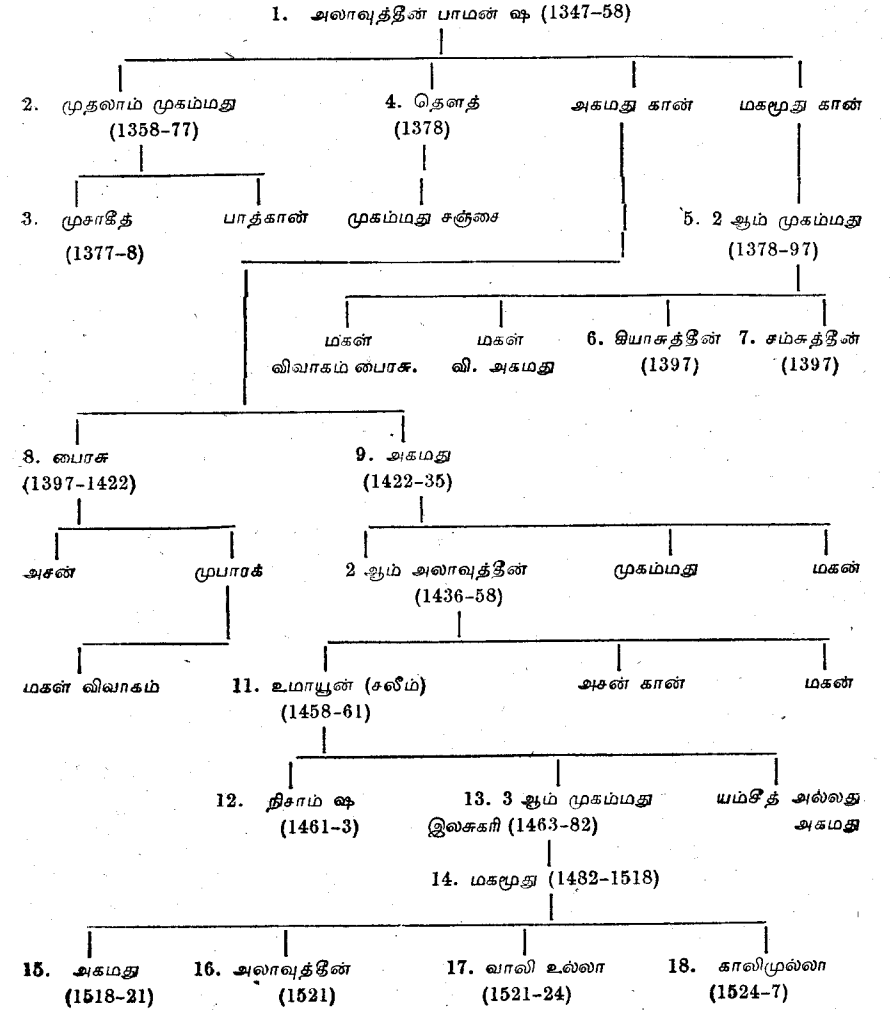 1. அலாவுத்தீன் பாமன் ஷ (1347–58)
2. முதலாம் முகம்மது 4. தௌத் அகமது கான் மகமூது கான்
(1358–77) (1378)
3. முசாகீத் பாத்கான் முகம்மது சஞ்சை 5. 2 ஆம் முகம்மது
(1377–8) (1378–97)
மகள் மகள் 6. கியாசுத்தீன் 7. சம்சுத்தீன்
விவாகம் பைரசு. வி. அகமது (1397) (1397)
8. பைரசு 9. அகமது
(1397–1422) (1422–35)
அசன் முபாரக் 2 ஆம் அலாவுத்தீன் முகம்மது மகன்
(1436–58)
மகள் விவாகம் 11. உமாயூன் (சலீம்) அசன் கான் மகன்
(1458–61)
12. நிசாம் ஷ 13. 3 ஆம் முகம்மது யம்சீத் அல்லது
(1461–3) இலசுகரி (1463–82) அகமது
14. மகமூது (1482–1518)
15. அகமது 16. அலாவுத்தீன் 17. வாலி உல்லா 18. காலிமுல்லா
(1518–21) (1521) (1521–24) (1524–7)